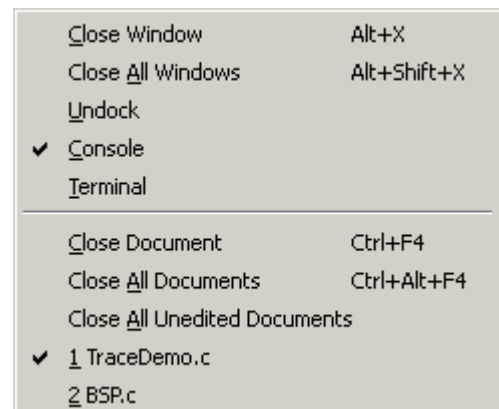 Close Window Alt+X
Close All Windows Alt+Shift+X
Undock
Console
Terminal
Close Document Ctrl+F4
Close All Documents Ctrl+Alt+F4
Close All Unedited Documents
1 TraceDemo.c
2 BSP.c